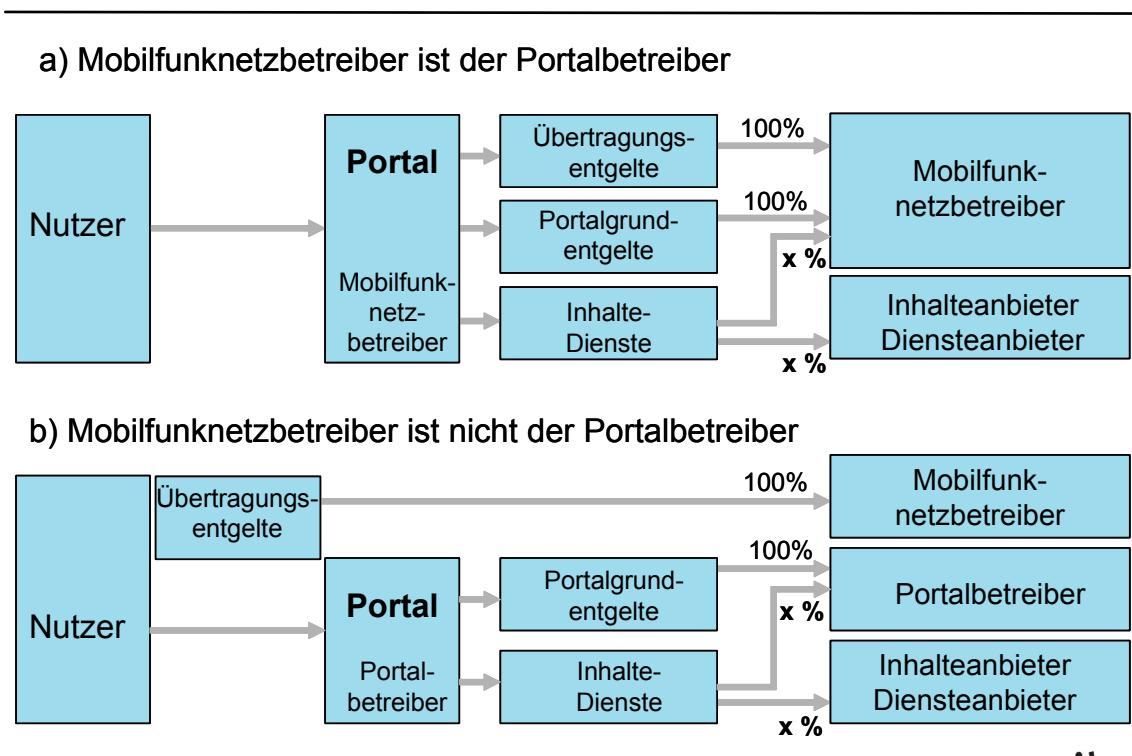 a) Mobilfunknetzbetreiber ist der Portalbetreiber
Nutzer
Portal
Mobilfunk-
netz-
betreiber
Übertragungs-
entgelte
Portalgrund-
entgelte
Inhalte-
Dienste
100%
100%
x %
x %
Mobilfunk-
netzbetreiber
Inhalteanbieter
Diensteanbieter
b) Mobilfunknetzbetreiber ist nicht der Portalbetreiber
Nutzer
Übertragungs-
entgelte
100%
Mobilfunk-
netzbetreiber
Portal
Portal-
betreiber
Portalgrund-
entgelte
Inhalte-
Dienste
100%
x %
x %
Portalbetreiber
Inhalteanbieter
Diensteanbieter